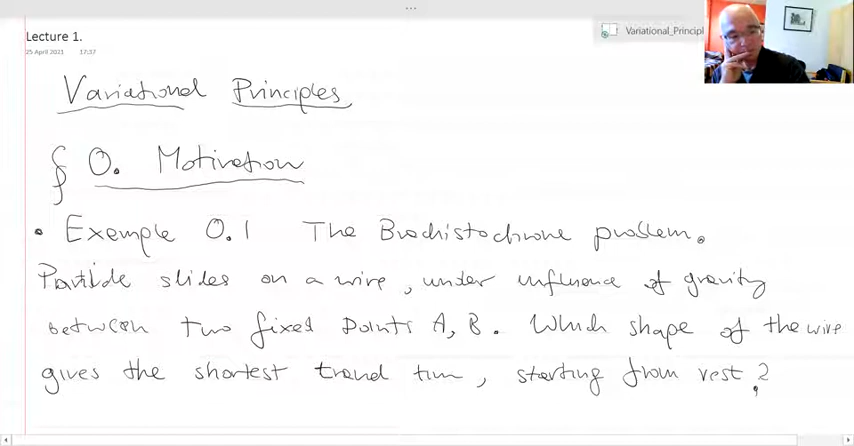 Lecture 1.
25 April 2021 17:37
Variational_Principl
Variational Principles
§ 0. Motivation
• Example 0.1 The Brachistochrone problem.
Particle slides on a wire, under influence of gravity
between two fixed points A, B. Which shape of the wire
gives the shortest travel time, starting from rest?